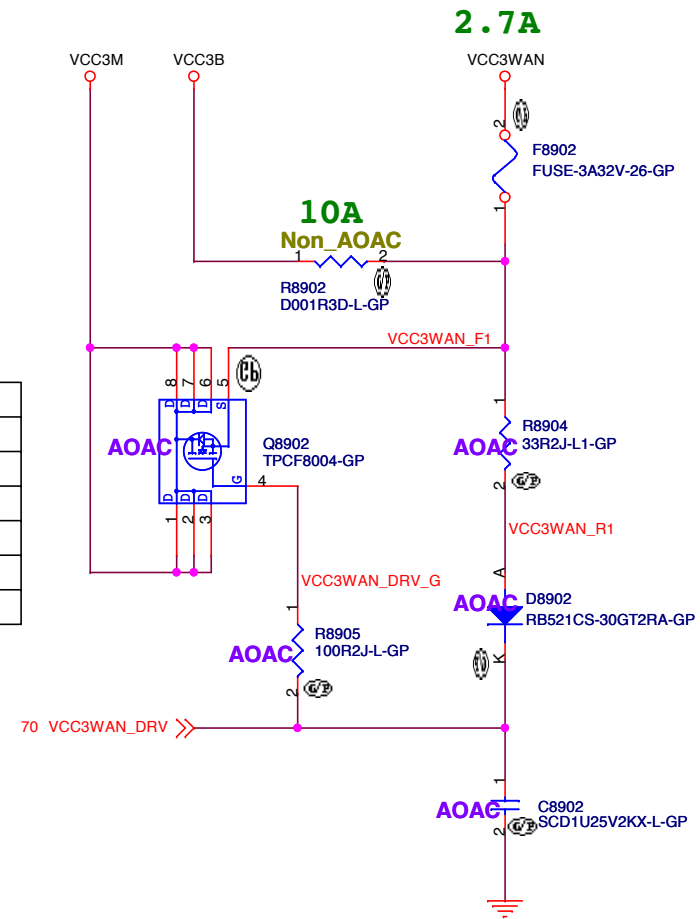 2.7A
VCC3M
VCC3B
VCC3WAN
2
F8902
FUSE-3A32V-26-GP
1
10A
Non_AOAC
1
2
G/P
R8902
D001R3D-L-GP
VCC3WAN_F1
8
7
6
5
Cb
D
D
D
S
AOAC
Q8902
TPCF8004-GP
G
4
D
D
D
1
2
3
1
R8904
AOAC
33R2J-L1-GP
2
G/P
VCC3WAN_R1
VCC3WAN_DRV_G
A
AOAC
D8902
RB521CS-30GT2RA-GP
K
1
R8905
AOAC
100R2J-L-GP
2
G/P
70 VCC3WAN_DRV
1
AOAC
C8902
SCD1U25V2KX-L-GP
2
G/P